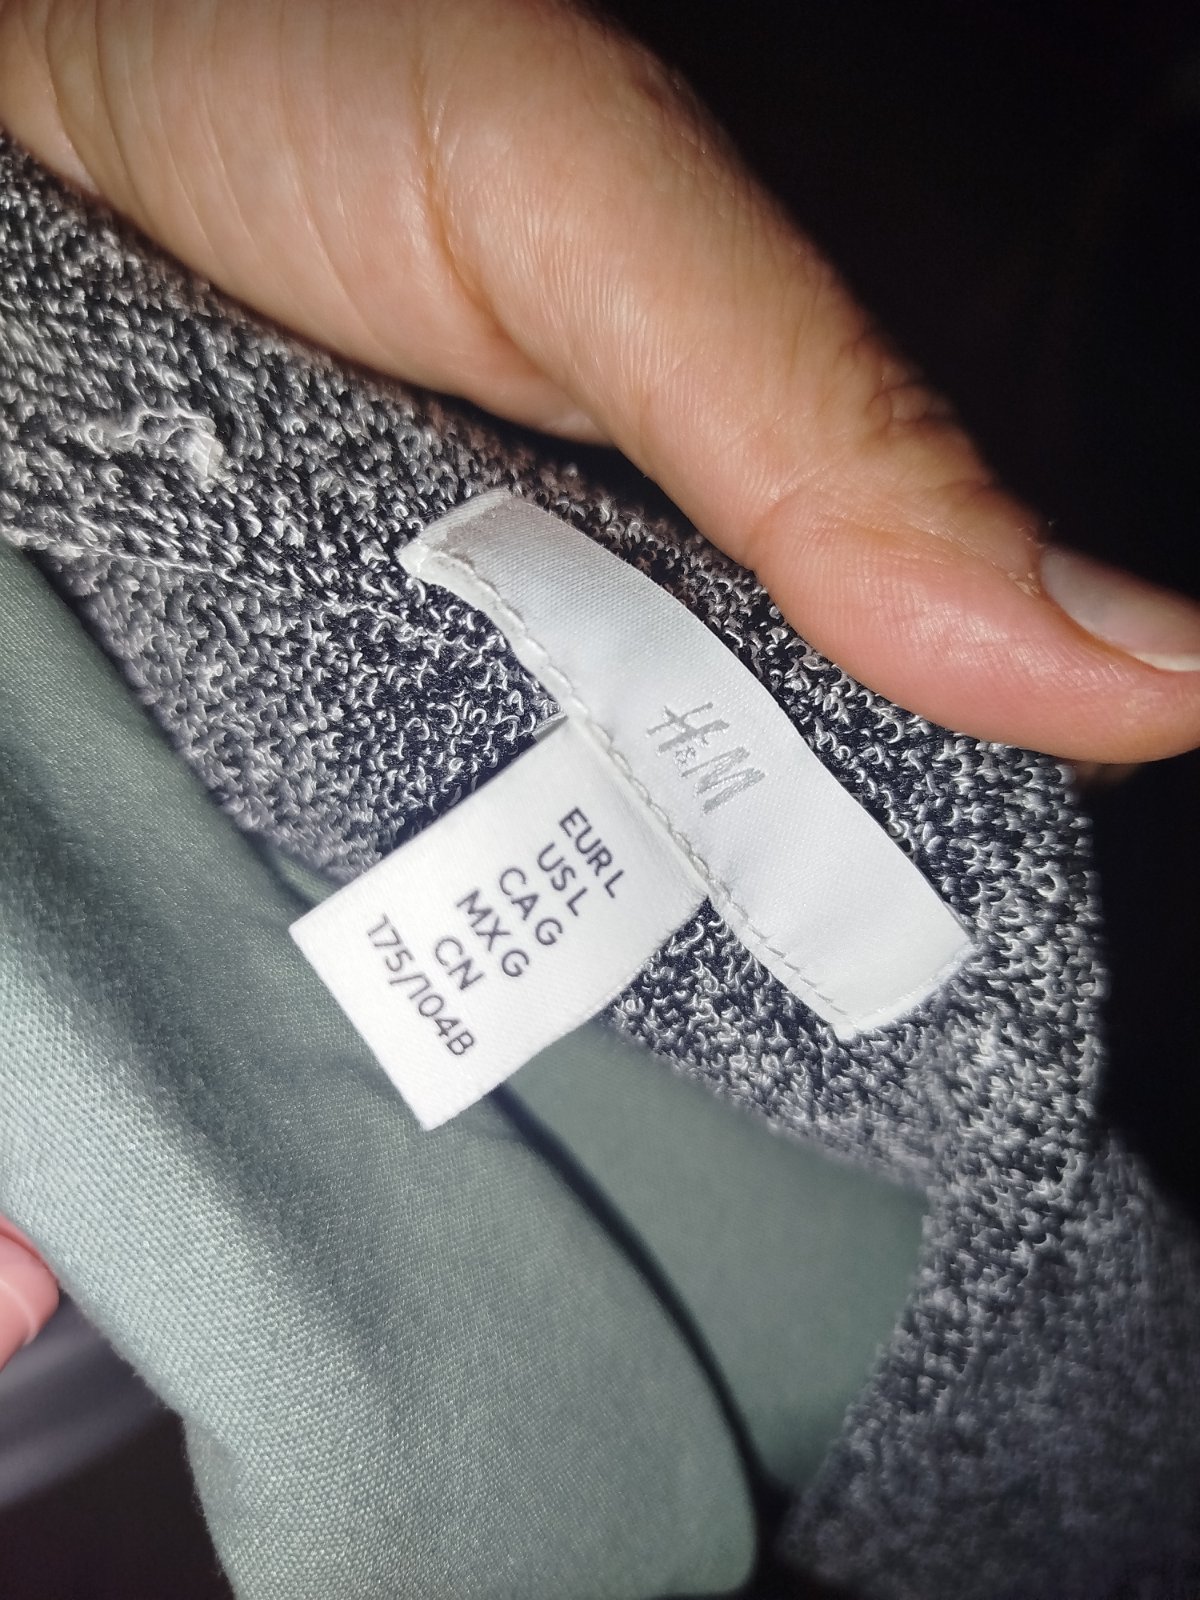 H&M
EUR L
US L
CA G
MX G
CN
175/104B